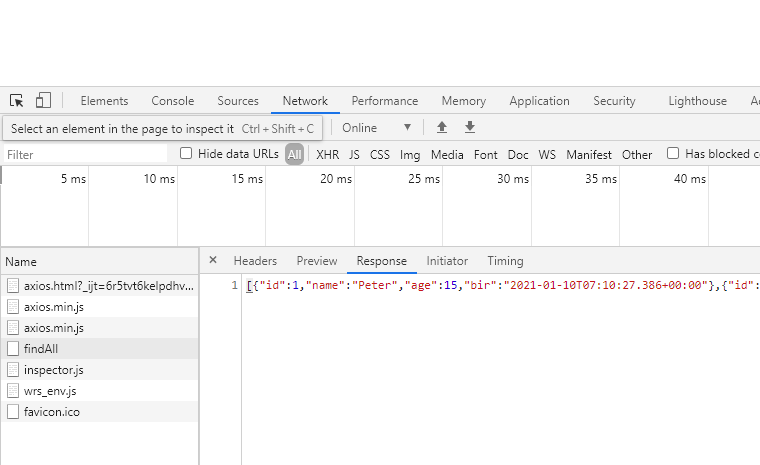 Elements Console Sources Network Performance Memory Application Security Lighthouse
Select an element in the page to inspect it Ctrl + Shift + C Online ▼
Filter Hide data URLs All XHR JS CSS Img Media Font Doc WS Manifest Other Has blocked c
5 ms 10 ms 15 ms 20 ms 25 ms 30 ms 35 ms 40 ms
Name × Headers Preview Response Initiator Timing
axios.html?_ijt=6r5tvt6kelpdhv... 1 [{"id":1,"name":"Peter","age":15,"bir":"2021-01-10T07:10:27.386+00:00"},{"id":
axios.min.js
axios.min.js
findAll
inspector.js
wrs_env.js
favicon.ico